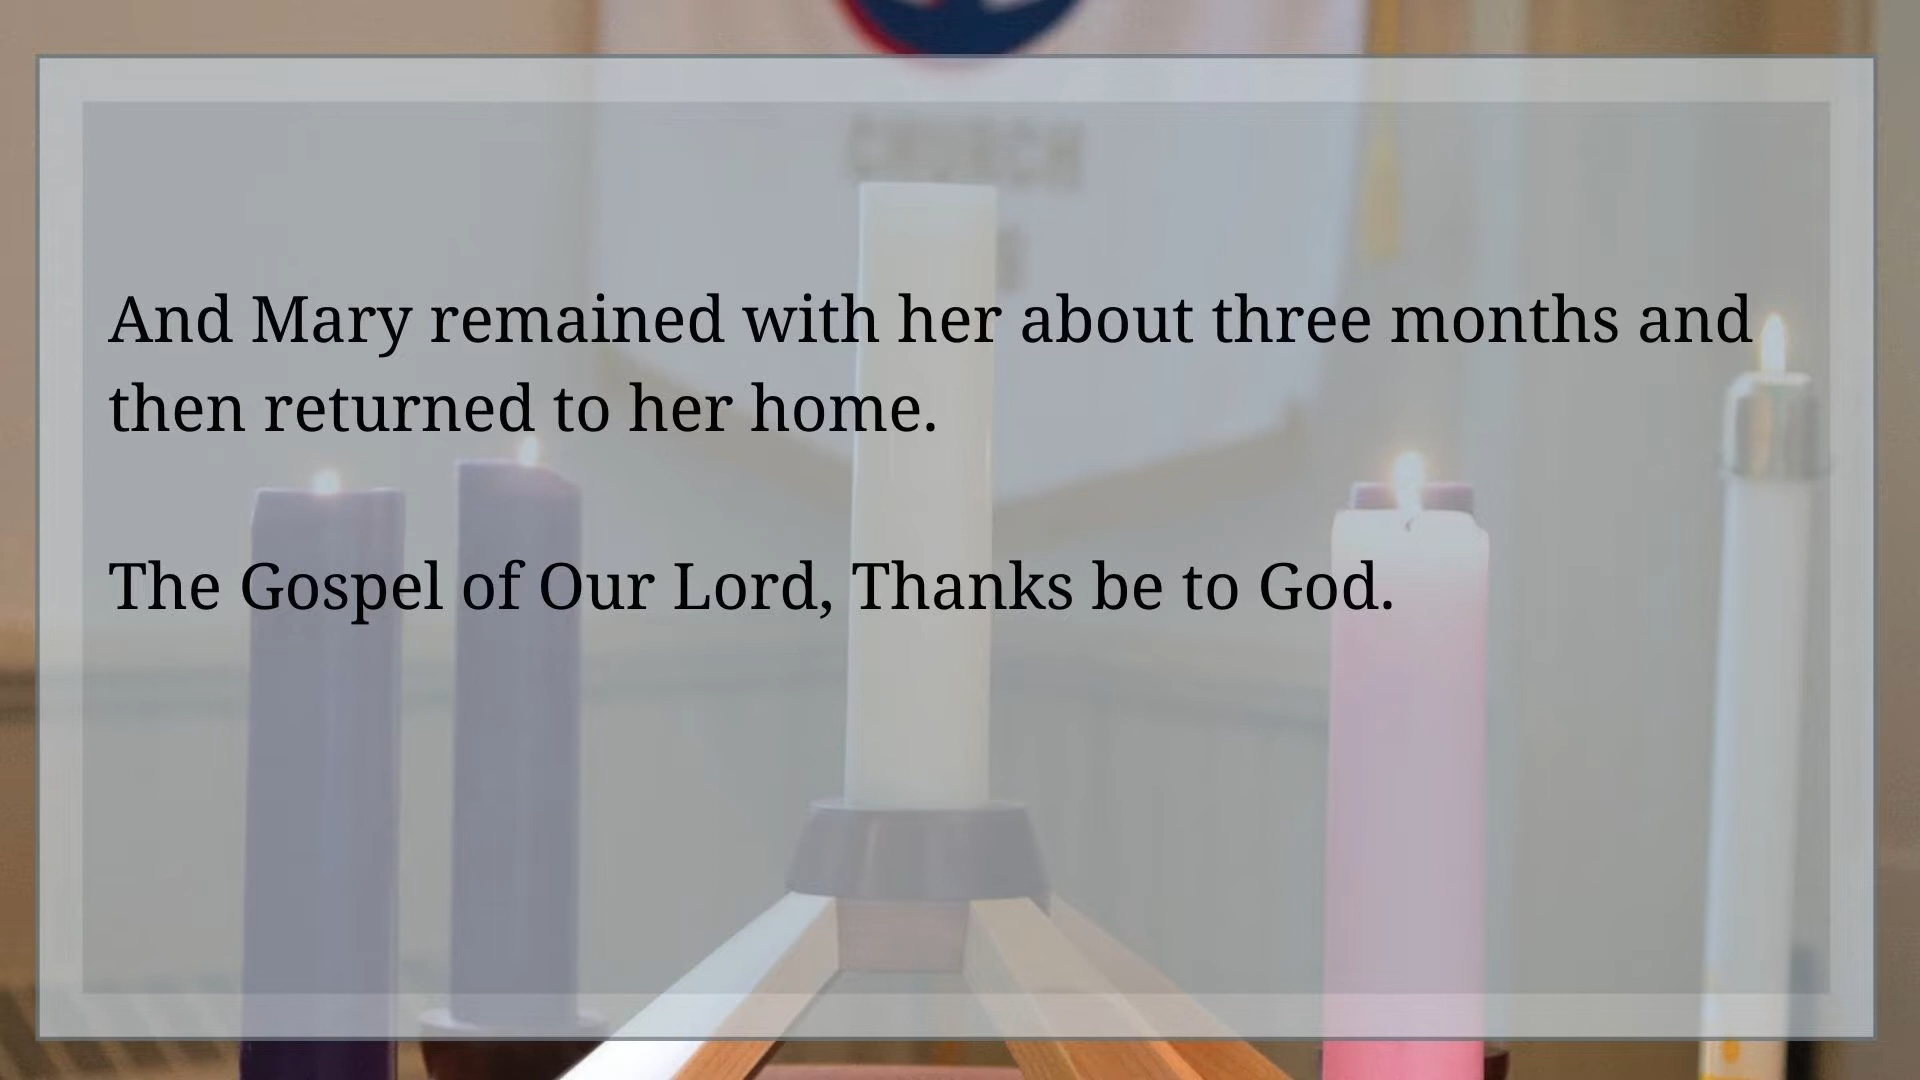 CHURCH
And Mary remained with her about three months and
then returned to her home.
The Gospel of Our Lord, Thanks be to God.